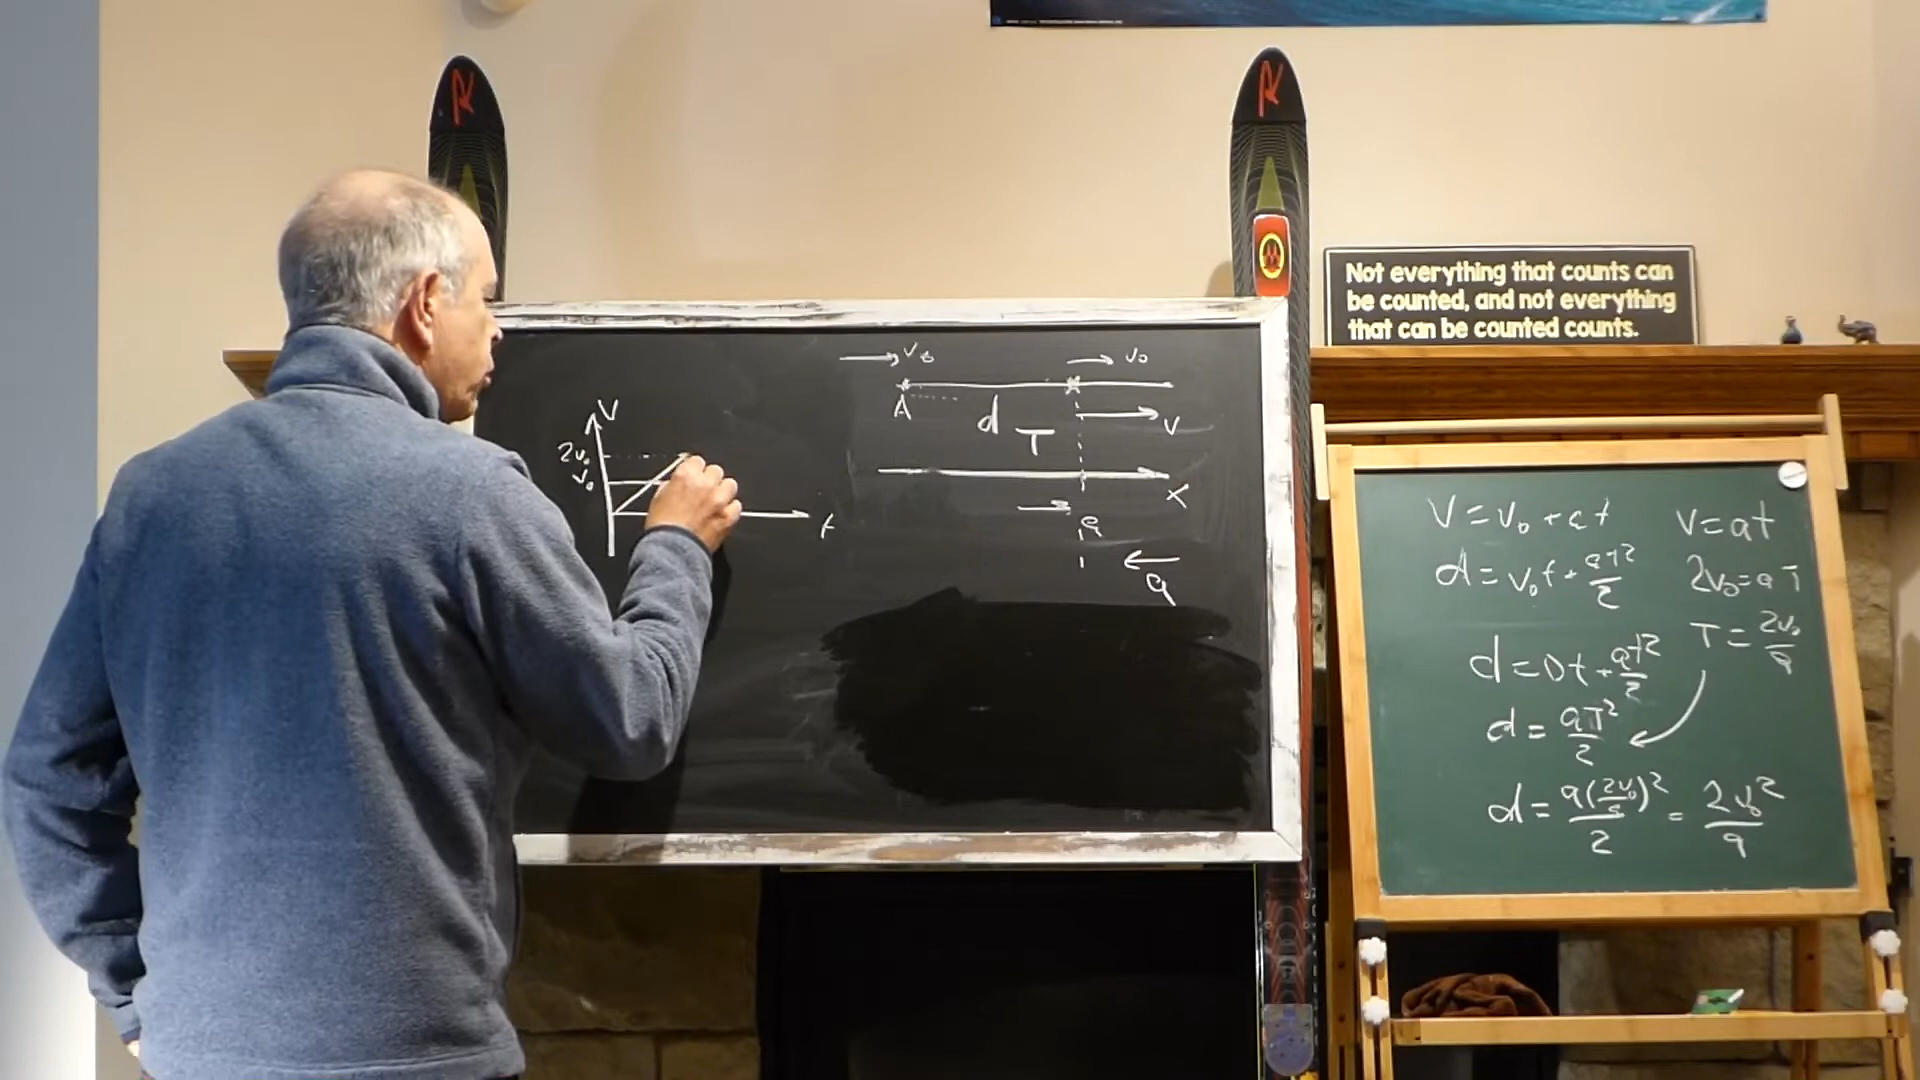 V
2v₀
v₀
t
v₀
v₀
A
d
T
V
X
a
a
Not everything that counts can
be counted, and not everything
that can be counted counts.
V = v₀ + at
d = v₀t + aT²/2
d = 0t + at²/2
d = aT²/2
d = a(2v₀/a)²/2 = 2v₀²/a
V = at
2v₀ = aT
T = 2v₀/a